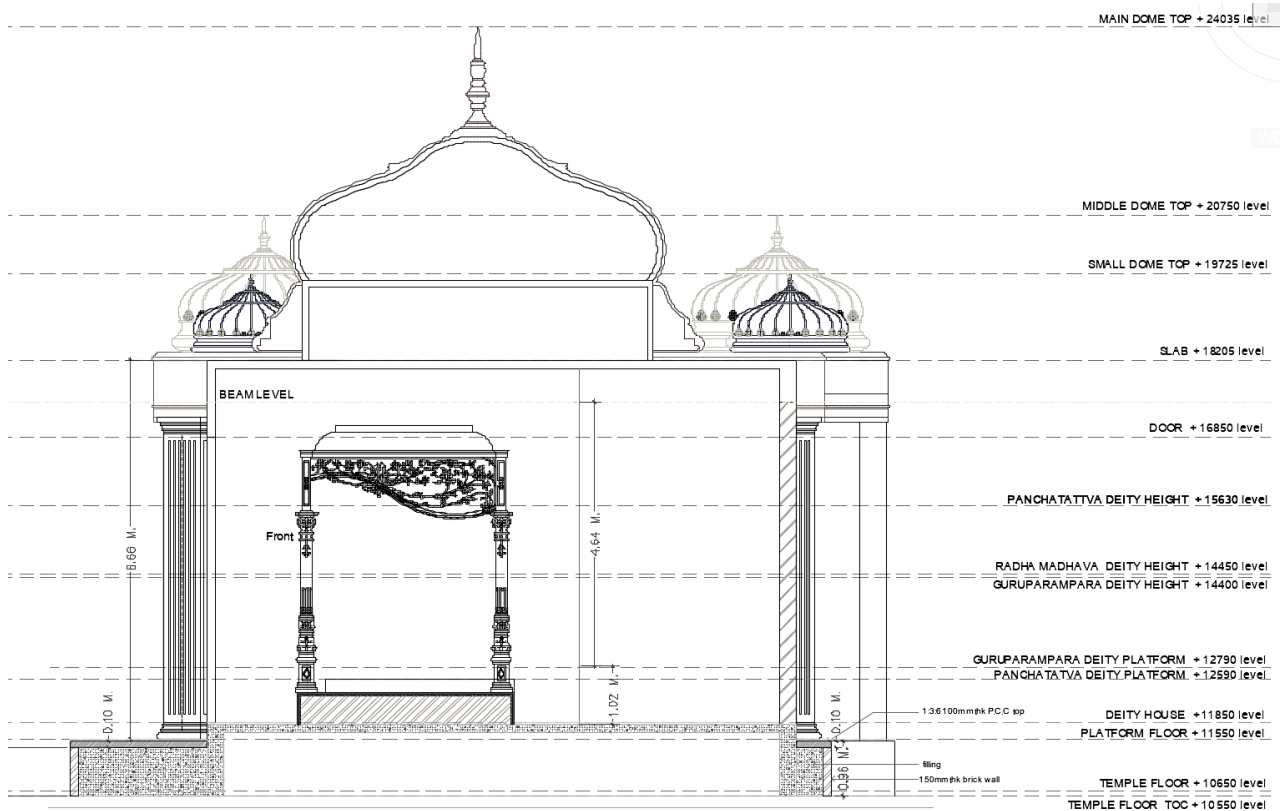 MAIN DOME TOP + 24035 level
MIDDLE DOME TOP + 20750 level
SMALL DOME TOP + 19725 level
SLAB + 18205 level
BEAM LEVEL
DOOR + 16850 level
PANCHATATTVA DEITY HEIGHT + 15630 level
4.64 M.
Front
6.66 M.
RADHA MADHAVA DEITY HEIGHT + 14450 level
GURUPARAMPARA DEITY HEIGHT + 14400 level
GURUPARAMPARA DEITY PLATFORM + 12790 level
PANCHATATVA DEITY PLATFORM + 12590 level
1.02 M.
0.10 M.
0.10 M.
1:3:6 100mm thk P.C.C top
DEITY HOUSE +11850 level
PLATFORM FLOOR + 11550 level
0.96 M.
filling
150mm thk brick wall
TEMPLE FLOOR + 10650 level
TEMPLE FLOOR TOC + 10550 level